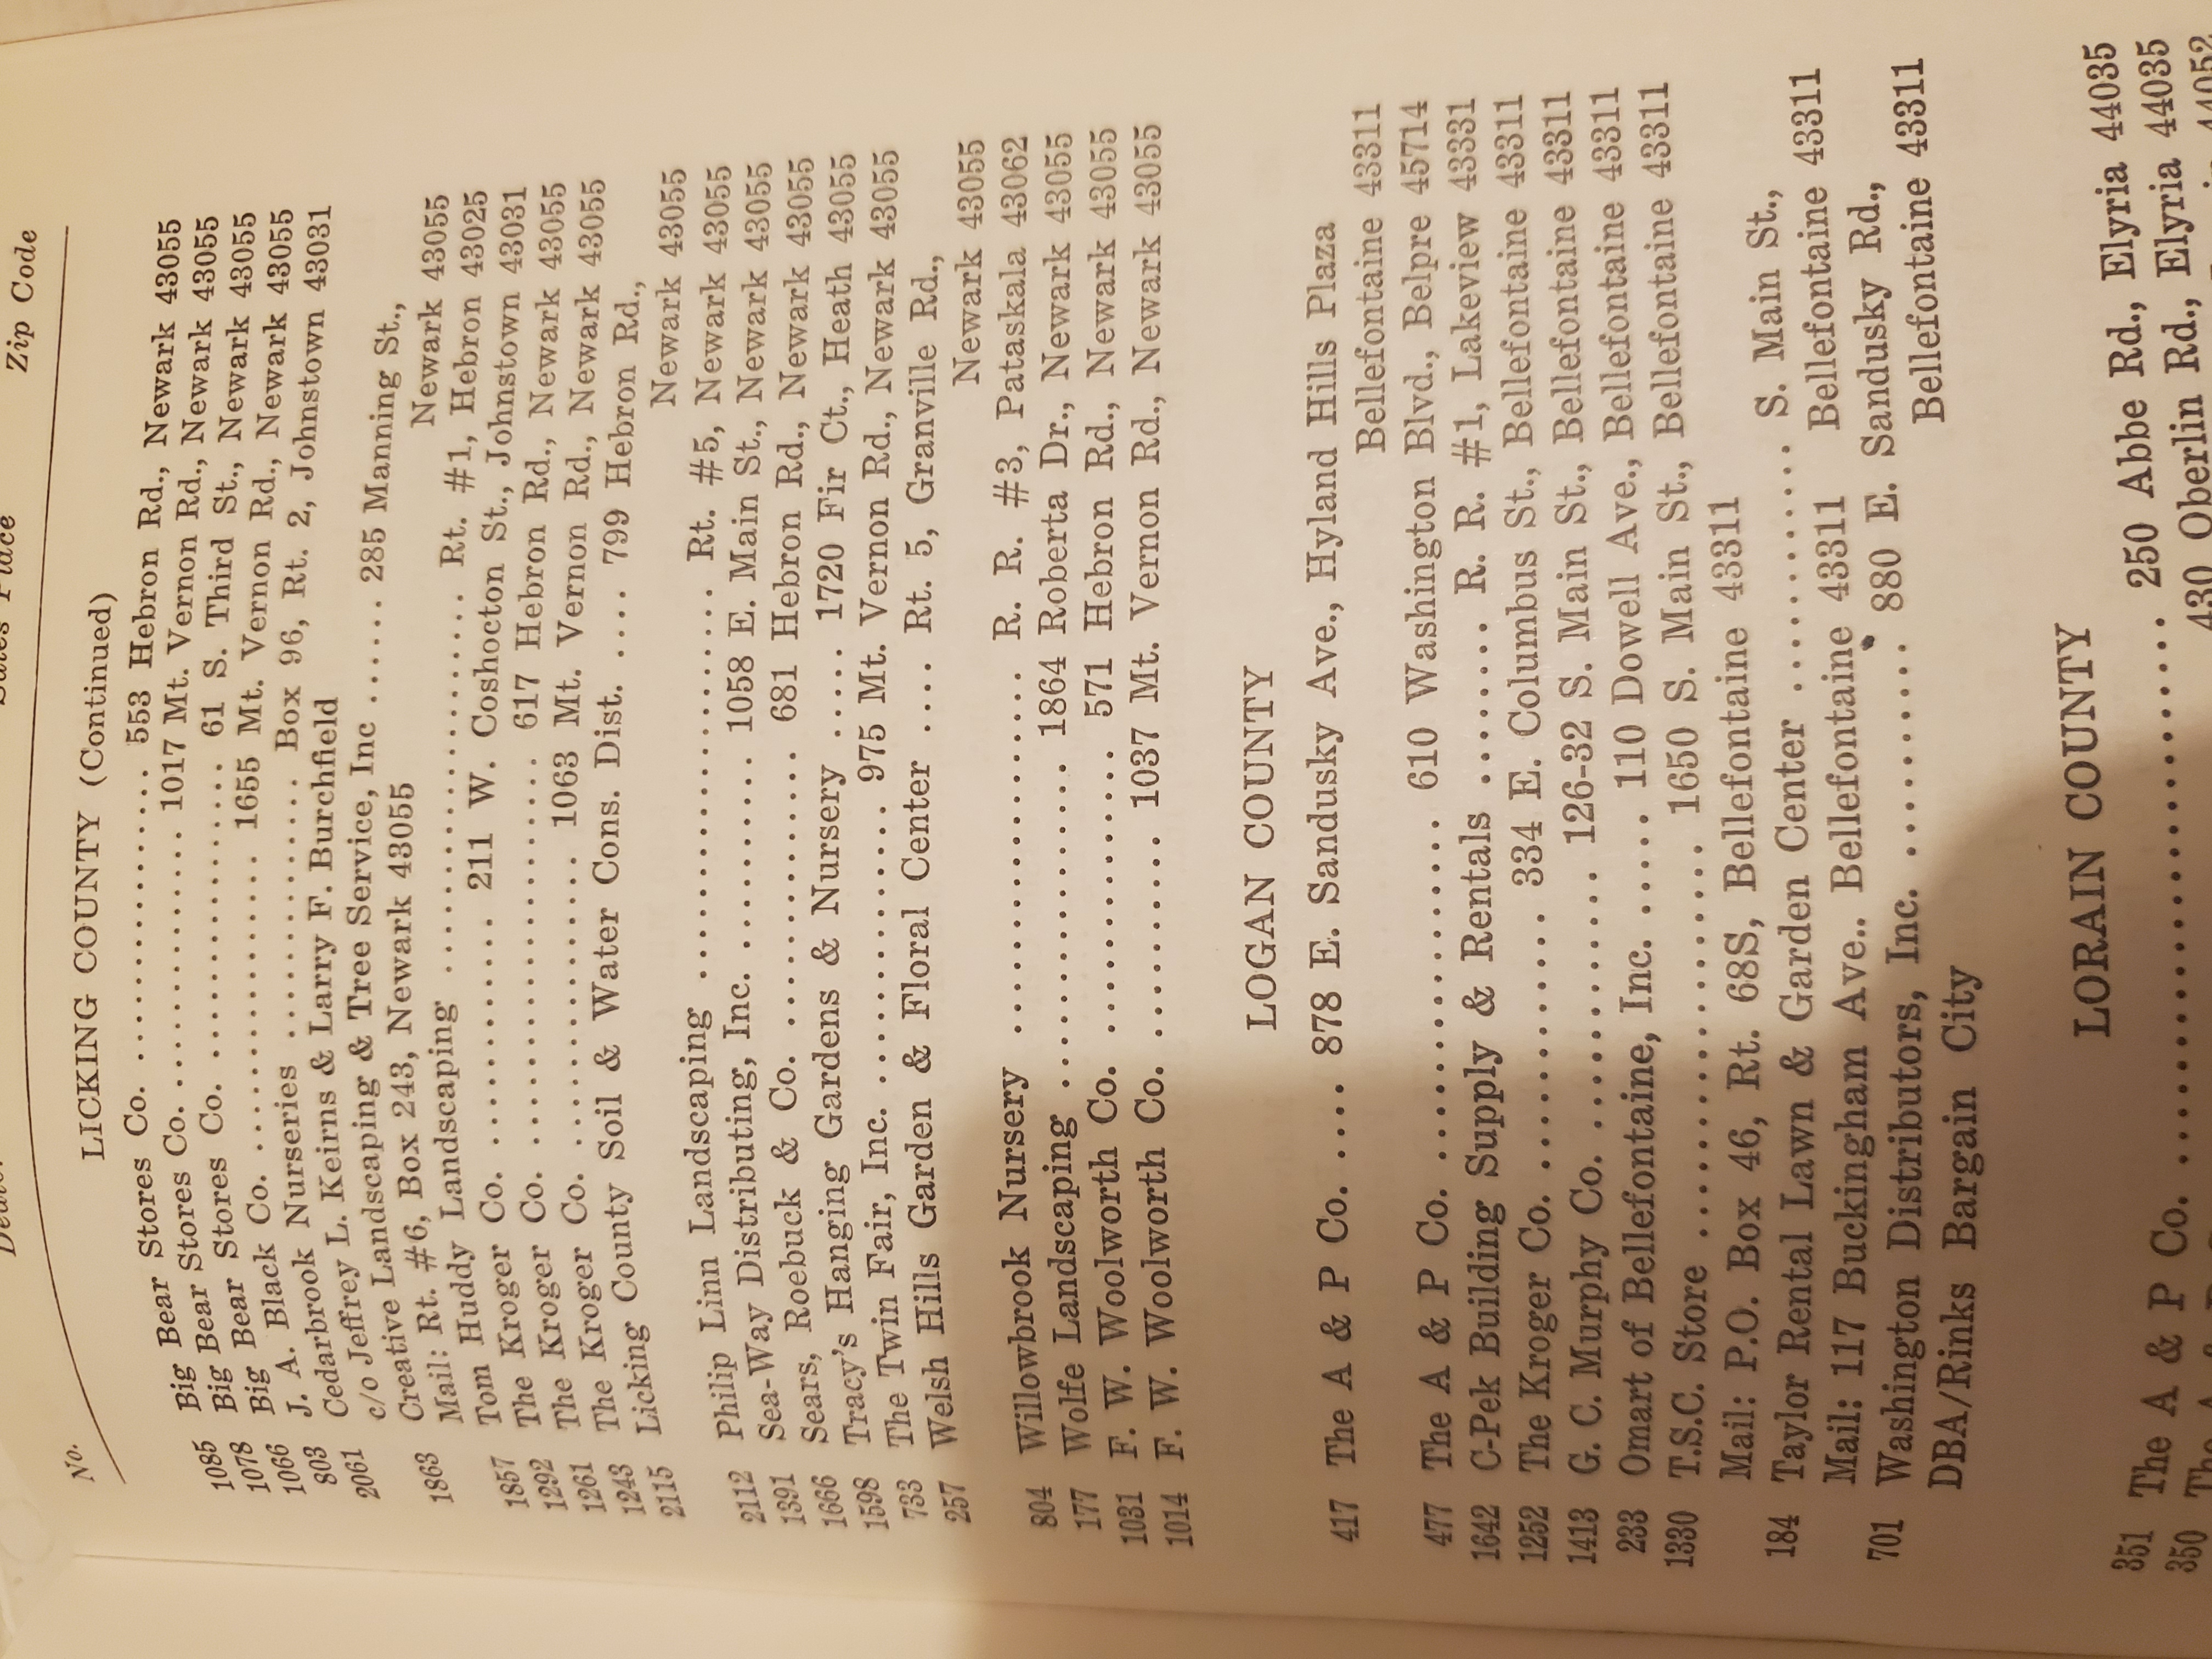 Zip Code
No.
LICKING COUNTY (Continued)
1085 Big Bear Stores Co. .................... 553 Hebron Rd., Newark 43055
1078 Big Bear Stores Co. ............... 1017 Mt. Vernon Rd., Newark 43055
1066 Big Bear Stores Co. .................... 61 S. Third St., Newark 43055
803 J. A. Black Co. ................... 1655 Mt. Vernon Rd., Newark 43055
2061 Cedarbrook Nurseries ................. Box 96, Rt. 2, Johnstown 43031
c/o Jeffrey L. Keirns & Larry F. Burchfield
1863 Creative Landscaping & Tree Service, Inc ...... 285 Manning St.,
Newark 43055
Mail: Rt. #6, Box 243, Newark 43055
1857 Tom Huddy Landscaping ......................... Rt. #1, Hebron 43025
1292 The Kroger Co. ............... 211 W. Coshocton St., Johnstown 43031
1261 The Kroger Co. ......................... 617 Hebron Rd., Newark 43055
1243 The Kroger Co. .................. 1063 Mt. Vernon Rd., Newark 43055
2115 Licking County Soil & Water Cons. Dist. .... 799 Hebron Rd.,
Newark 43055
2112 Philip Linn Landscaping ......................... Rt. #5, Newark 43055
1391 Sea-Way Distributing, Inc. ............. 1058 E. Main St., Newark 43055
1666 Sears, Roebuck & Co. .................. 681 Hebron Rd., Newark 43055
1598 Tracy's Hanging Gardens & Nursery .... 1720 Fir Ct., Heath 43055
733 The Twin Fair, Inc. ................ 975 Mt. Vernon Rd., Newark 43055
257 Welsh Hills Garden & Floral Center .... Rt. 5, Granville Rd.,
Newark 43055
804 Willowbrook Nursery ....................... R. R. #3, Pataskala 43062
177 Wolfe Landscaping ..................... 1864 Roberta Dr., Newark 43055
1031 F. W. Woolworth Co. .................. 571 Hebron Rd., Newark 43055
1014 F. W. Woolworth Co. ............. 1037 Mt. Vernon Rd., Newark 43055
LOGAN COUNTY
417 The A & P Co. .... 878 E. Sandusky Ave., Hyland Hills Plaza
Bellefontaine 43311
477 The A & P Co. ................... 610 Washington Blvd., Belpre 45714
1642 C-Pek Building Supply & Rentals ........ R. R. #1, Lakeview 43331
1252 The Kroger Co. .............. 334 E. Columbus St., Bellefontaine 43311
1413 G. C. Murphy Co. ............... 126-32 S. Main St., Bellefontaine 43311
233 Omart of Bellefontaine, Inc. ...... 110 Dowell Ave., Bellefontaine 43311
1330 T.S.C. Store ..................... 1650 S. Main St., Bellefontaine 43311
Mail: P.O. Box 46, Rt. 68S, Bellefontaine 43311
184 Taylor Rental Lawn & Garden Center ............ S. Main St.,
Bellefontaine 43311
Mail: 117 Buckingham Ave.. Bellefontaine 43311
701 Washington Distributors, Inc. ........... 880 E. Sandusky Rd.,
Bellefontaine 43311
DBA/Rinks Bargain City
LORAIN COUNTY
351 The A & P Co. ............................ 250 Abbe Rd., Elyria 44035
350 The A & P 430 Oberlin Rd., Elyria 44035
44052